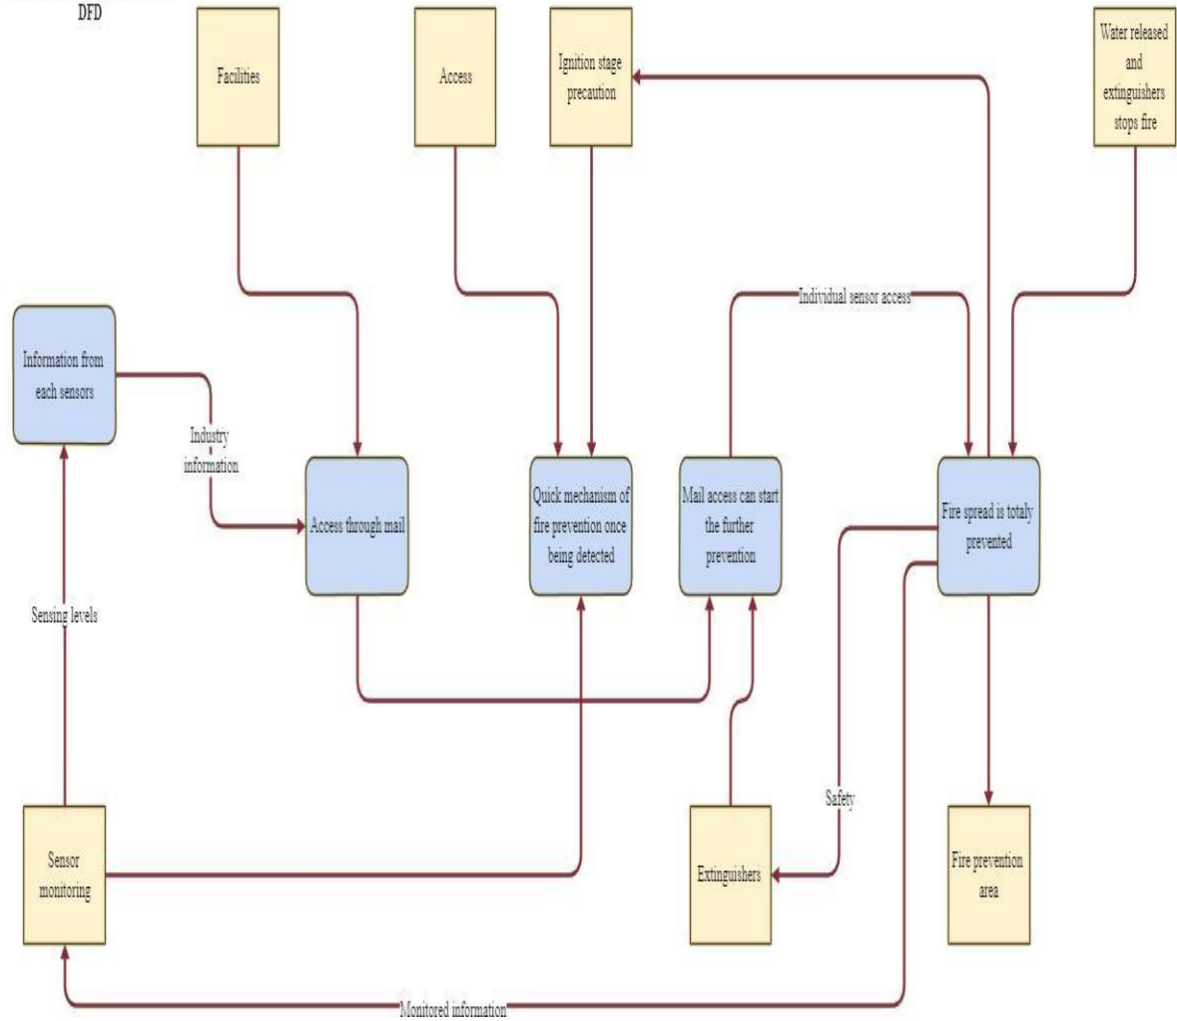 DFD
Facilities
Access
Ignition stage
precaution
Water released
and
extinguishers
stops fire
Individual sensor access
Information from
each sensors
Industry
information
Access through mail
Quick mechanism of
fire prevention once
being detected
Mail access can start
the further
prevention
Fire spread is totaly
prevented
Sensing levels
Safety
Sensor
monitoring
Extinguishers
Fire prevention
area
Monitored information